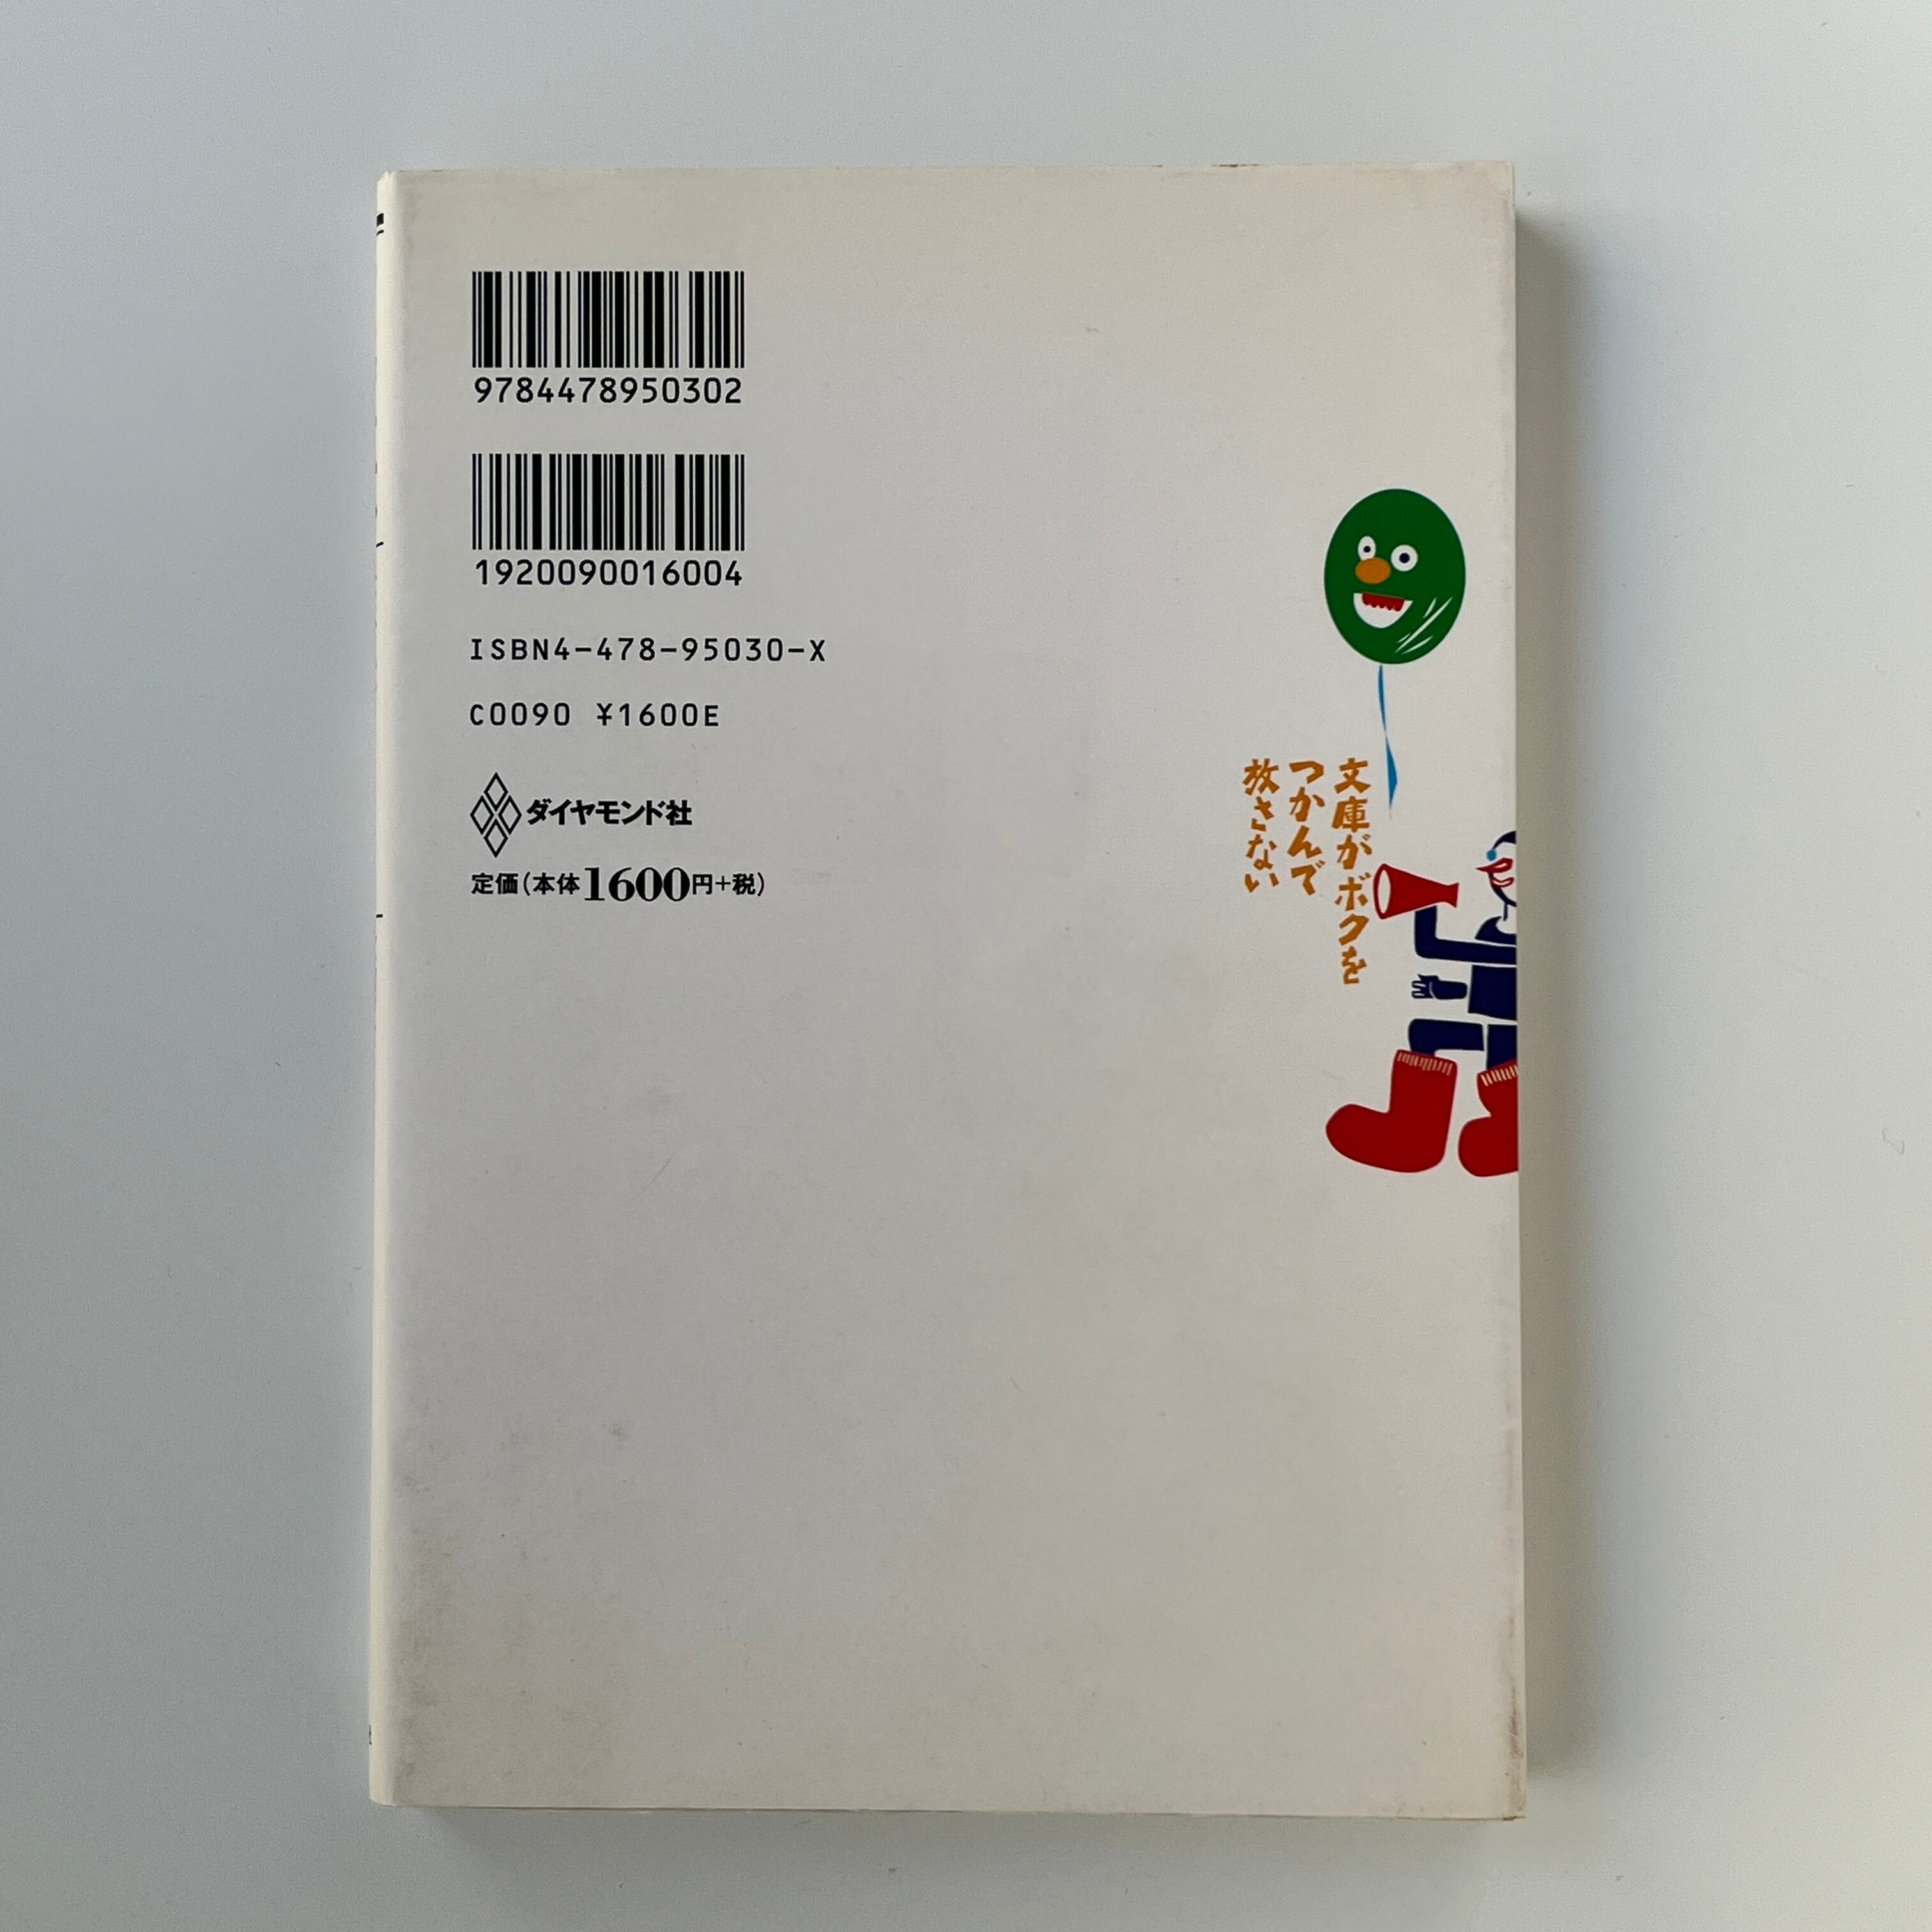 9784478950302
1920090016004
ISBN4-478-95030-X
C0090 ¥1600E
ダイヤモンド社
定価(本体1600円+税)
文庫がボクを
つかんで
放さない